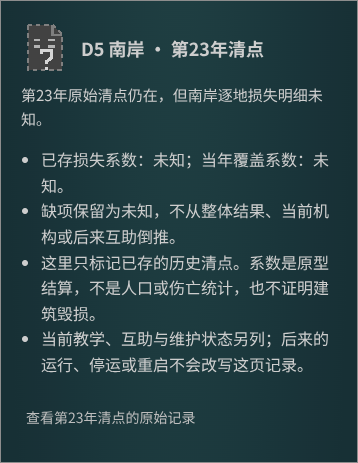 D5 南岸 · 第23年清点
第23年原始清点仍在，但南岸逐地损失明细未
知。
• 已存损失系数：未知；当年覆盖系数：未
知。
• 缺项保留为未知，不从整体结果、当前机
构或后来互助倒推。
• 这里只标记已存的历史清点。系数是原型
结算，不是人口或伤亡统计，也不证明建
筑毁损。
• 当前教学、互助与维护状态另列；后来的
运行、停运或重启不会改写这页记录。
查看第23年清点的原始记录